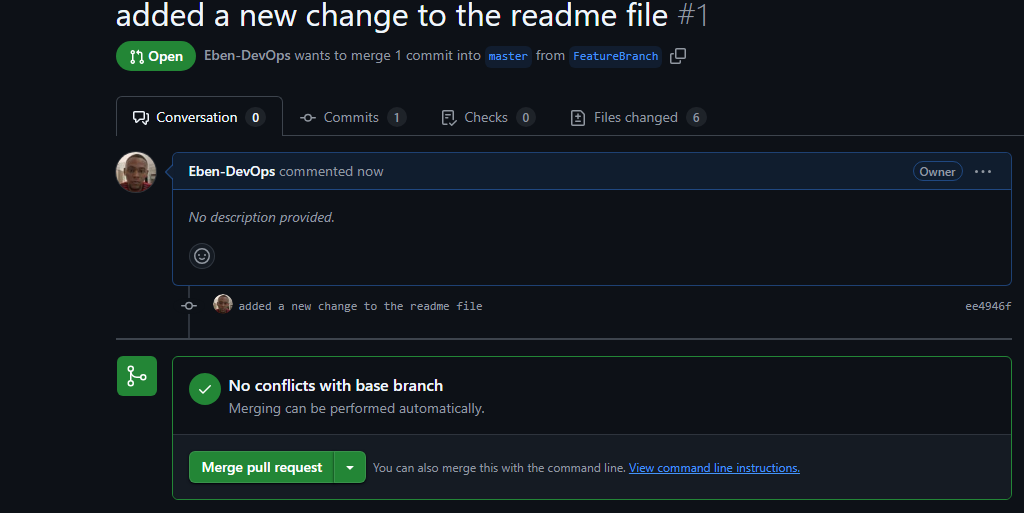 added a new change to the readme file #1
Open Eben-DevOps wants to merge 1 commit into master from FeatureBranch
Conversation 0 Commits 1 Checks 0 Files changed 6
Eben-DevOps commented now Owner
No description provided.
added a new change to the readme file ee4946f
No conflicts with base branch
Merging can be performed automatically.
Merge pull request You can also merge this with the command line. View command line instructions.